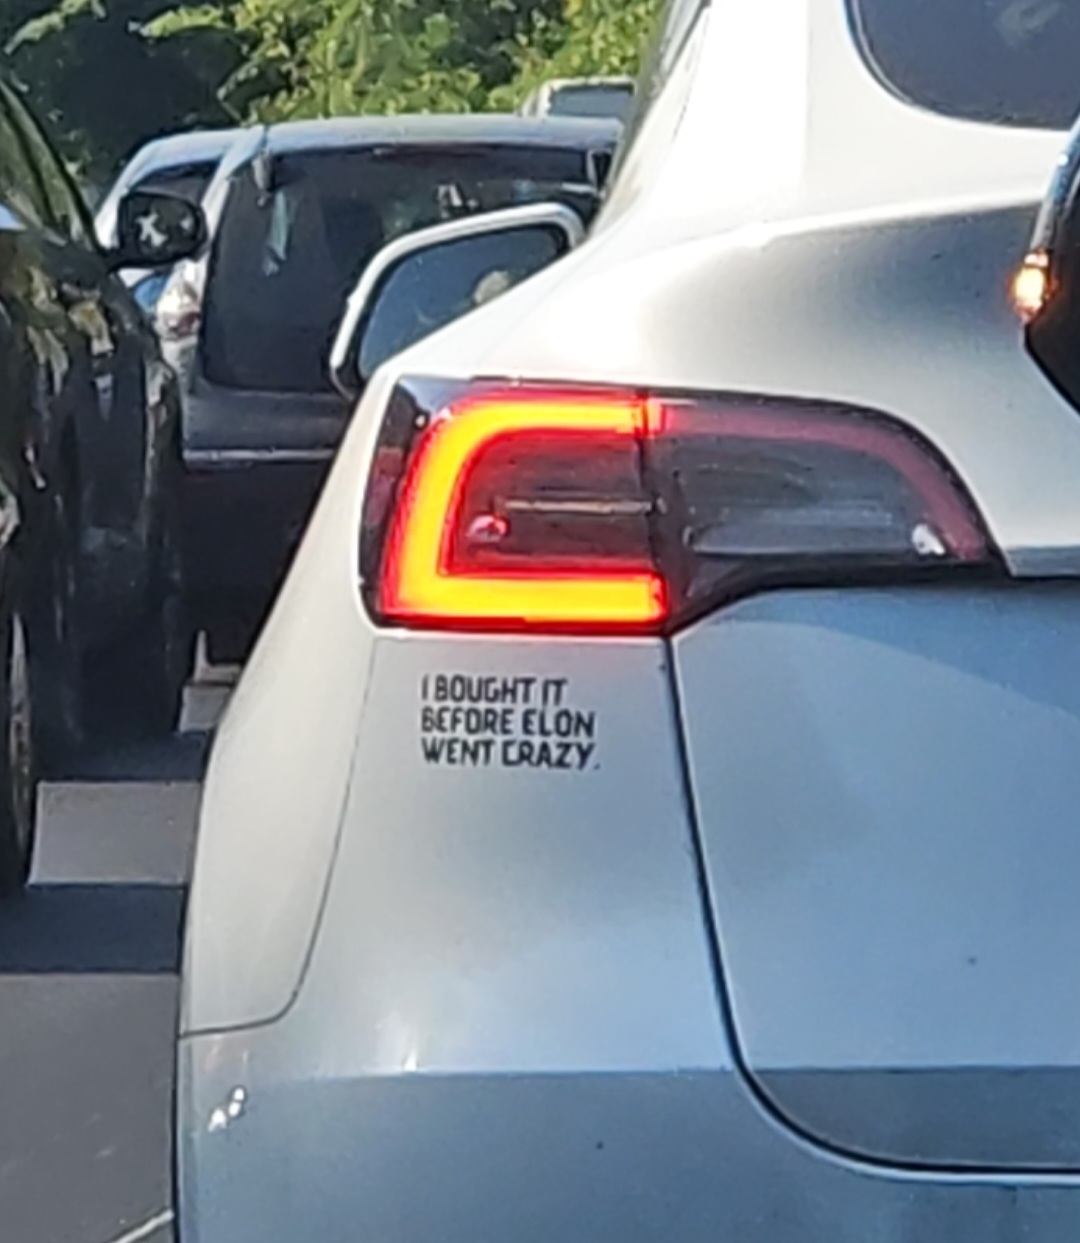 I BOUGHT IT
BEFORE ELON
WENT CRAZY.